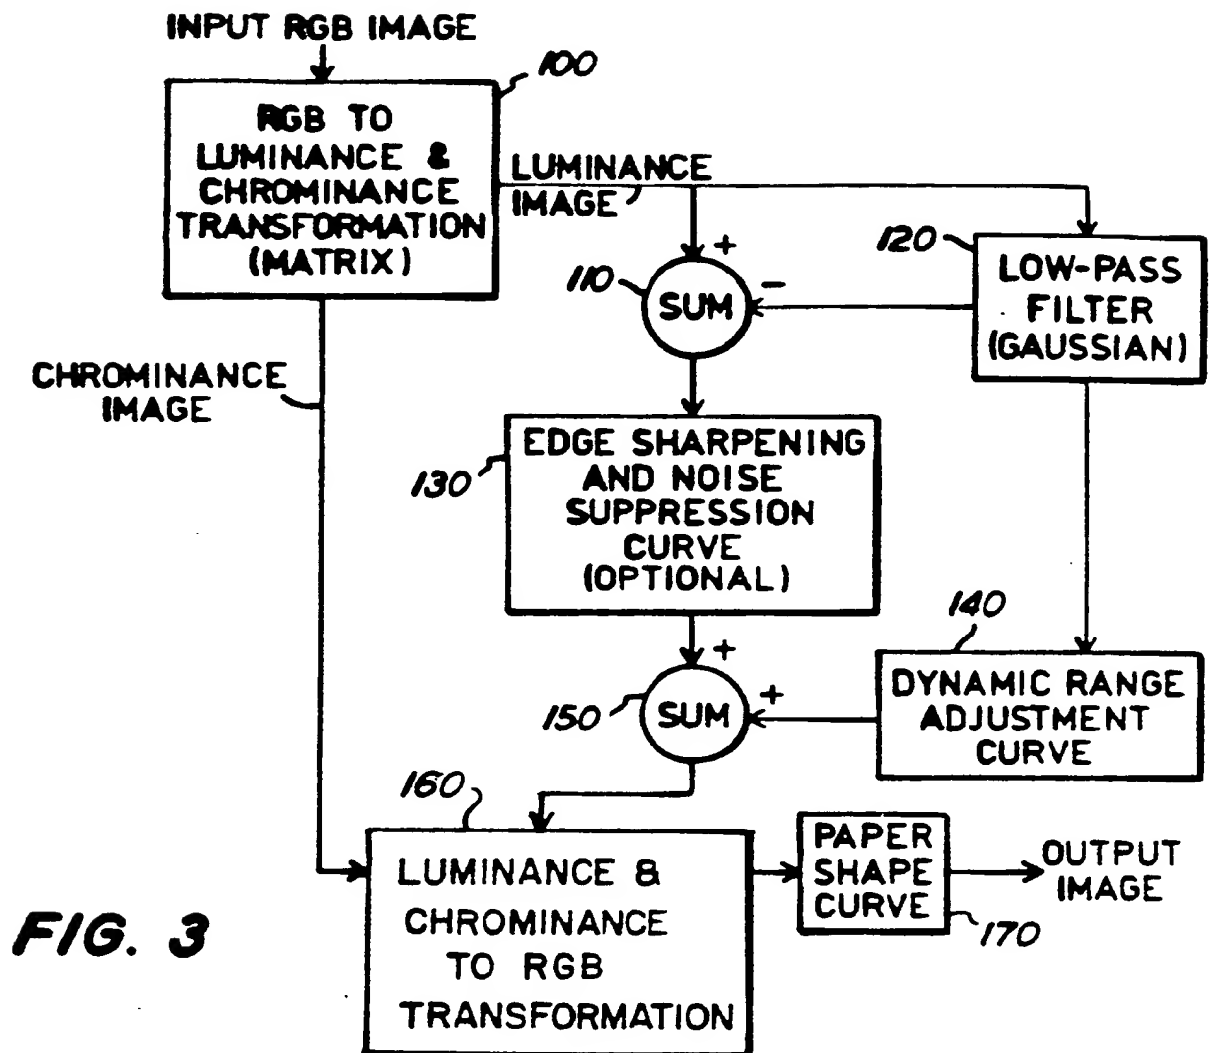 INPUT RGB IMAGE
100
RGB TO
LUMINANCE &
CHROMINANCE
TRANSFORMATION
(MATRIX)
LUMINANCE
IMAGE
120
LOW-PASS
FILTER
(GAUSSIAN)
+
110
−
SUM
CHROMINANCE
IMAGE
130
EDGE SHARPENING
AND NOISE
SUPPRESSION
CURVE
(OPTIONAL)
140
DYNAMIC RANGE
ADJUSTMENT
CURVE
+
+
150
SUM
160
LUMINANCE &
CHROMINANCE
TO RGB
TRANSFORMATION
PAPER
SHAPE
CURVE
170
OUTPUT
IMAGE
FIG. 3